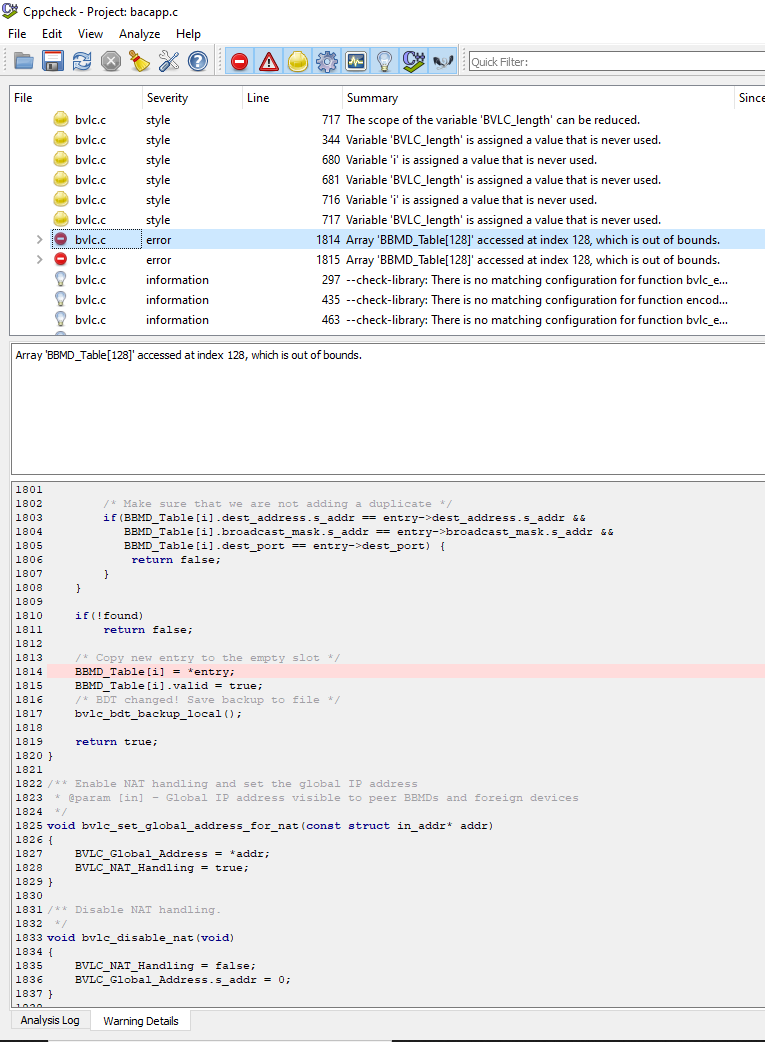 Cppcheck - Project: bacapp.c
File Edit View Analyze Help
Quick Filter:
File Severity Line Summary Since
bvlc.c style 717 The scope of the variable 'BVLC_length' can be reduced.
bvlc.c style 344 Variable 'BVLC_length' is assigned a value that is never used.
bvlc.c style 680 Variable 'i' is assigned a value that is never used.
bvlc.c style 681 Variable 'BVLC_length' is assigned a value that is never used.
bvlc.c style 716 Variable 'i' is assigned a value that is never used.
bvlc.c style 717 Variable 'BVLC_length' is assigned a value that is never used.
bvlc.c error 1814 Array 'BBMD_Table[128]' accessed at index 128, which is out of bounds.
bvlc.c error 1815 Array 'BBMD_Table[128]' accessed at index 128, which is out of bounds.
bvlc.c information 297 --check-library: There is no matching configuration for function bvlc_e...
bvlc.c information 435 --check-library: There is no matching configuration for function encod...
bvlc.c information 463 --check-library: There is no matching configuration for function bvlc_e...
Array 'BBMD_Table[128]' accessed at index 128, which is out of bounds.
1801
1802 /* Make sure that we are not adding a duplicate */
1803 if(BBMD_Table[i].dest_address.s_addr == entry->dest_address.s_addr &&
1804 BBMD_Table[i].broadcast_mask.s_addr == entry->broadcast_mask.s_addr &&
1805 BBMD_Table[i].dest_port == entry->dest_port) {
1806 return false;
1807 }
1808 }
1809
1810 if(!found)
1811 return false;
1812
1813 /* Copy new entry to the empty slot */
1814 BBMD_Table[i] = *entry;
1815 BBMD_Table[i].valid = true;
1816 /* BDT changed! Save backup to file */
1817 bvlc_bdt_backup_local();
1818
1819 return true;
1820 }
1821
1822 /** Enable NAT handling and set the global IP address
1823 * @param [in] - Global IP address visible to peer BBMDs and foreign devices
1824 */
1825 void bvlc_set_global_address_for_nat(const struct in_addr* addr)
1826 {
1827 BVLC_Global_Address = *addr;
1828 BVLC_NAT_Handling = true;
1829 }
1830
1831 /** Disable NAT handling.
1832 */
1833 void bvlc_disable_nat(void)
1834 {
1835 BVLC_NAT_Handling = false;
1836 BVLC_Global_Address.s_addr = 0;
1837 }
Analysis Log Warning Details